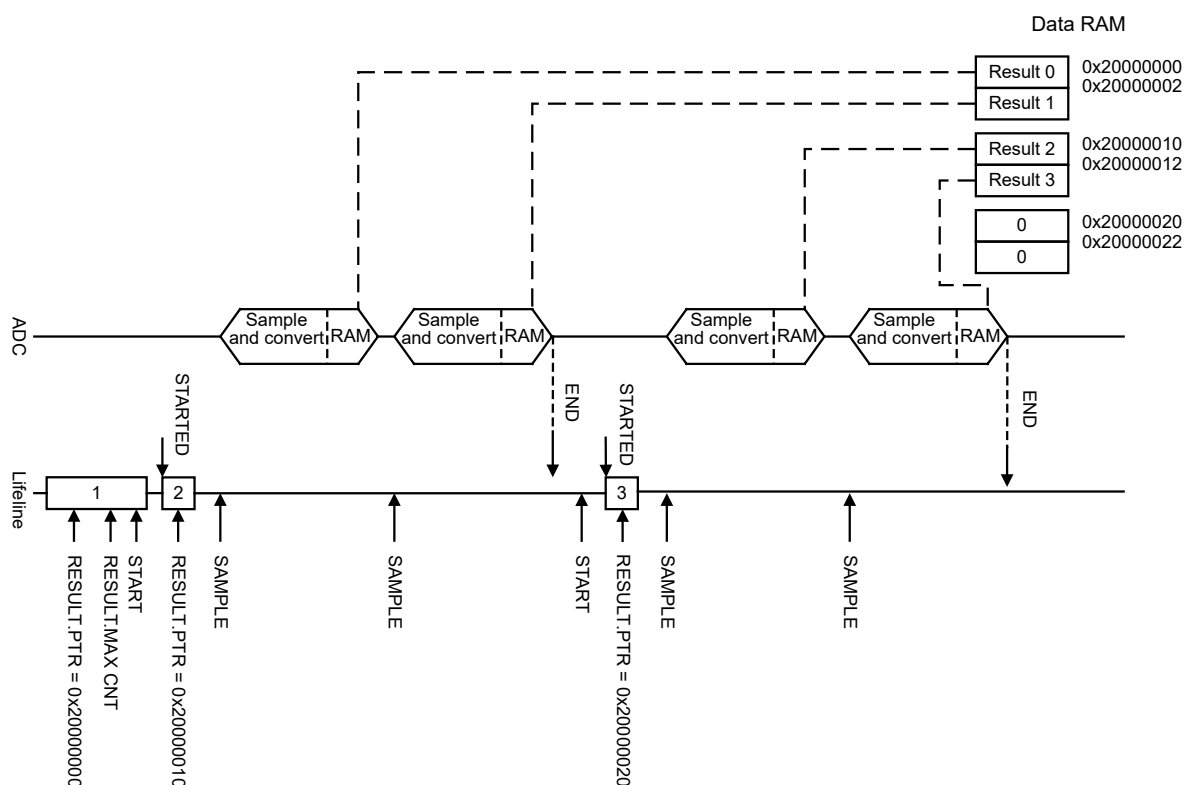 Data RAM
Result 0
0x20000000
0x20000002
Result 1
Result 2
0x20000010
0x20000012
Result 3
0
0x20000020
0x20000022
0
ADC
Sample
and convert
RAM
Sample
and convert
RAM
Sample
and convert
RAM
Sample
and convert
RAM
STARTED
END
STARTED
END
Lifeline
1
2
3
RESULT.PTR = 0x20000000
RESULT.MAX CNT
START
RESULT.PTR = 0x20000010
SAMPLE
SAMPLE
START
RESULT.PTR = 0x20000020
SAMPLE
SAMPLE